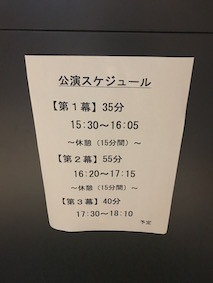 公演スケジュール
【第１幕】35分
15:30～16:05
～休憩（15分間）～
【第２幕】55分
16:20～17:15
～休憩（15分間）～
【第３幕】40分
17:30～18:10
予定